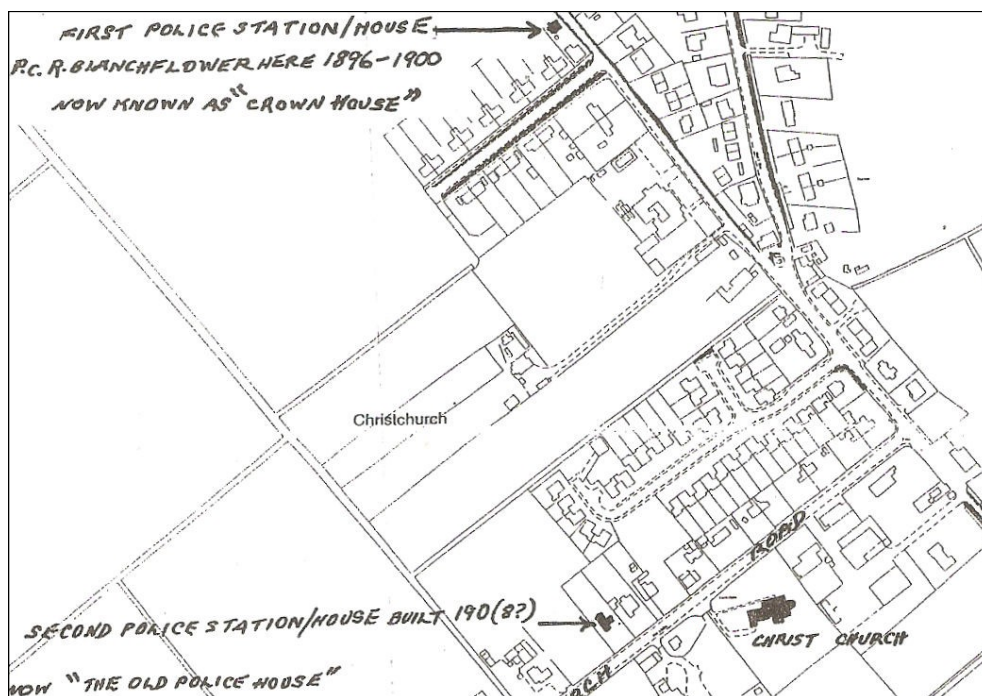 FIRST POLICE STATION/HOUSE
P.C. R. BLANCHFLOWER HERE 1896-1900
NOW KNOWN AS "CROWN HOUSE"
Christchurch
ROAD
SECOND POLICE STATION/HOUSE BUILT 190(8?)
CHRIST CHURCH
NOW "THE OLD POLICE HOUSE"